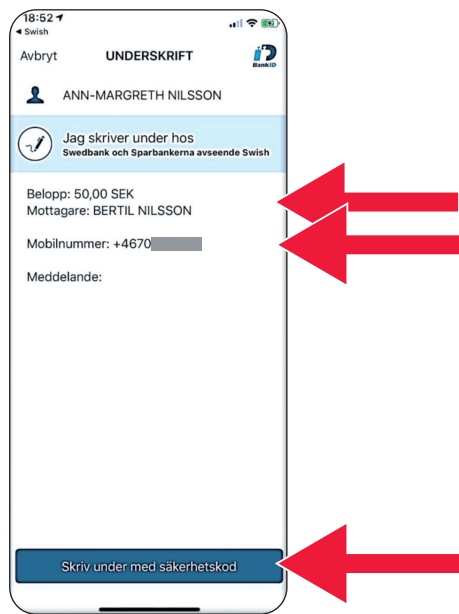 18:52
Swish
Avbryt UNDERSKRIFT BankID
ANN-MARGRETH NILSSON
Jag skriver under hos
Swedbank och Sparbankerna avseende Swish
Belopp: 50,00 SEK
Mottagare: BERTIL NILSSON
Mobilnummer: +4670
Meddelande:
Skriv under med säkerhetskod